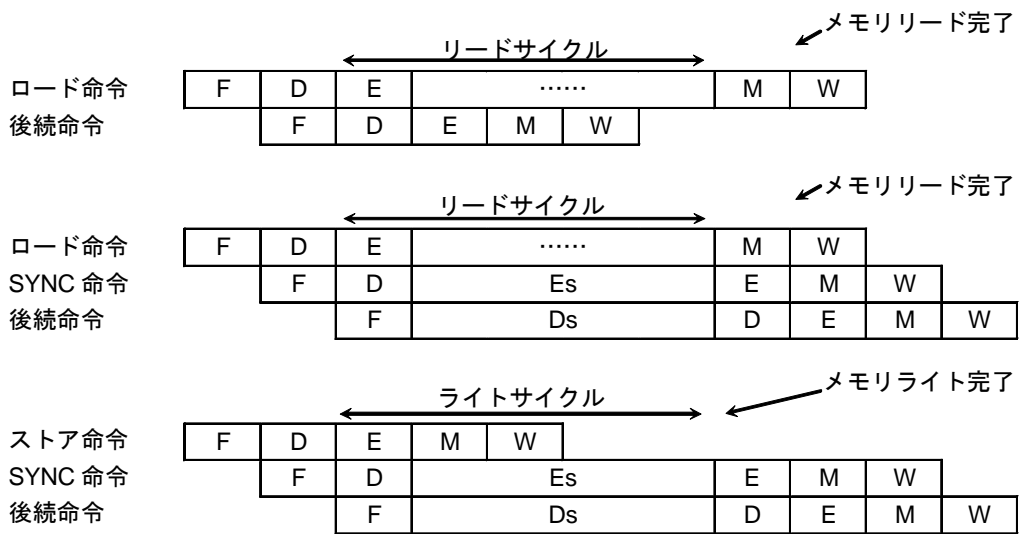 メモリリード完了
リードサイクル
ロード命令 F D E …… M W
後続命令 F D E M W
メモリリード完了
リードサイクル
ロード命令 F D E …… M W
SYNC 命令 F D Es E M W
後続命令 F Ds D E M W
メモリライト完了
ライトサイクル
ストア命令 F D E M W
SYNC 命令 F D Es E M W
後続命令 F Ds D E M W